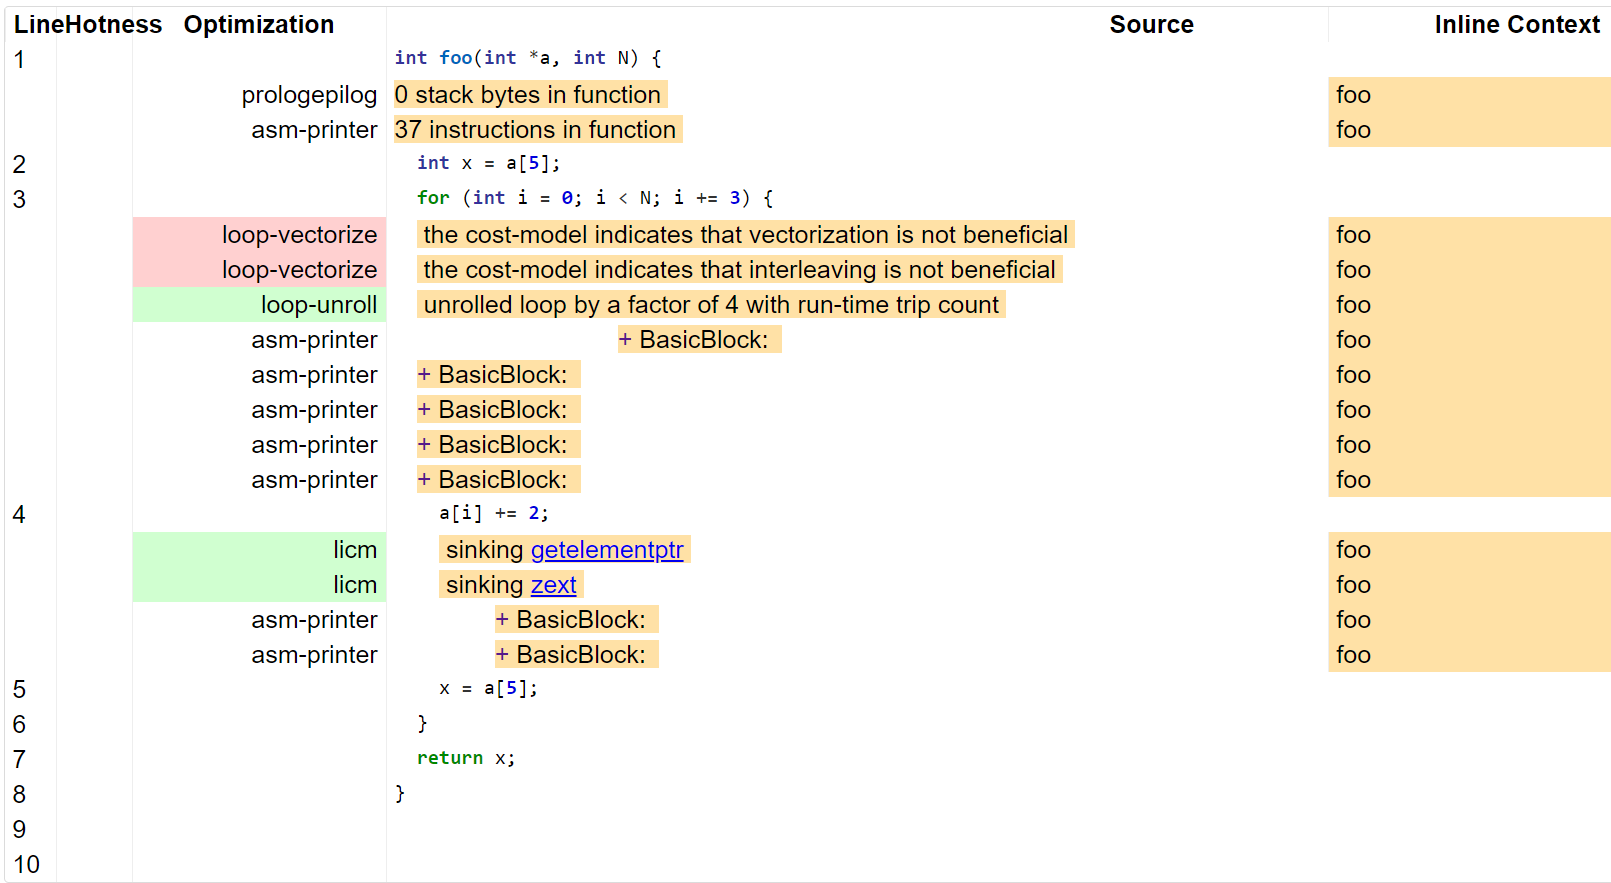 LineHotness Optimization Source Inline Context
1 int foo(int *a, int N) {
prologepilog 0 stack bytes in function foo
asm-printer 37 instructions in function foo
2 int x = a[5];
3 for (int i = 0; i < N; i += 3) {
loop-vectorize the cost-model indicates that vectorization is not beneficial foo
loop-vectorize the cost-model indicates that interleaving is not beneficial foo
loop-unroll unrolled loop by a factor of 4 with run-time trip count foo
asm-printer + BasicBlock: foo
asm-printer + BasicBlock: foo
asm-printer + BasicBlock: foo
asm-printer + BasicBlock: foo
asm-printer + BasicBlock: foo
4 a[i] += 2;
licm sinking getelementptr foo
licm sinking zext foo
asm-printer + BasicBlock: foo
asm-printer + BasicBlock: foo
5 x = a[5];
6 }
7 return x;
8 }
9
10